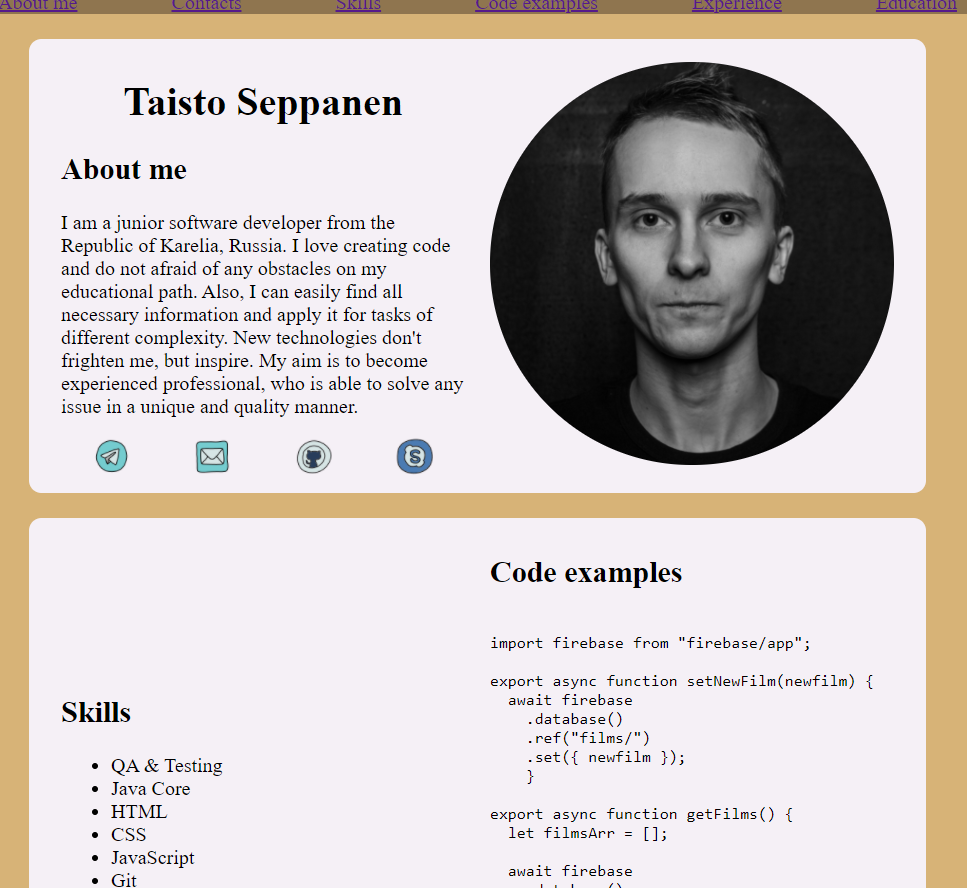 About me Contacts Skills Code examples Experience Education
Taisto Seppanen
About me
I am a junior software developer from the
Republic of Karelia, Russia. I love creating code
and do not afraid of any obstacles on my
educational path. Also, I can easily find all
necessary information and apply it for tasks of
different complexity. New technologies don't
frighten me, but inspire. My aim is to become
experienced professional, who is able to solve any
issue in a unique and quality manner.
S
Skills
QA & Testing
Java Core
HTML
CSS
JavaScript
Git
Code examples
import firebase from "firebase/app";
export async function setNewFilm(newfilm) {
await firebase
.database()
.ref("films/")
.set({ newfilm });
}
export async function getFilms() {
let filmsArr = [];
await firebase